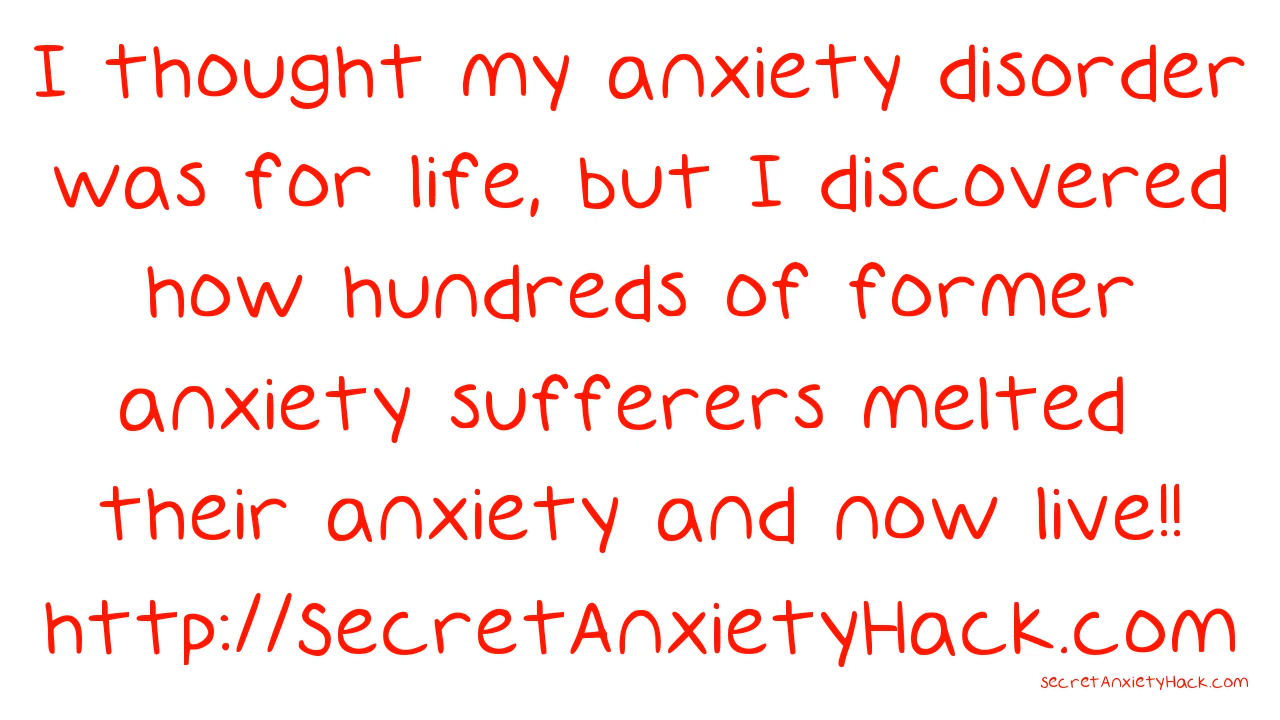 I thought my anxiety disorder
was for life, but I discovered
how hundreds of former
anxiety sufferers melted
their anxiety and now live!!
http://SecretAnxietyHack.com
SecretAnxietyHack.com